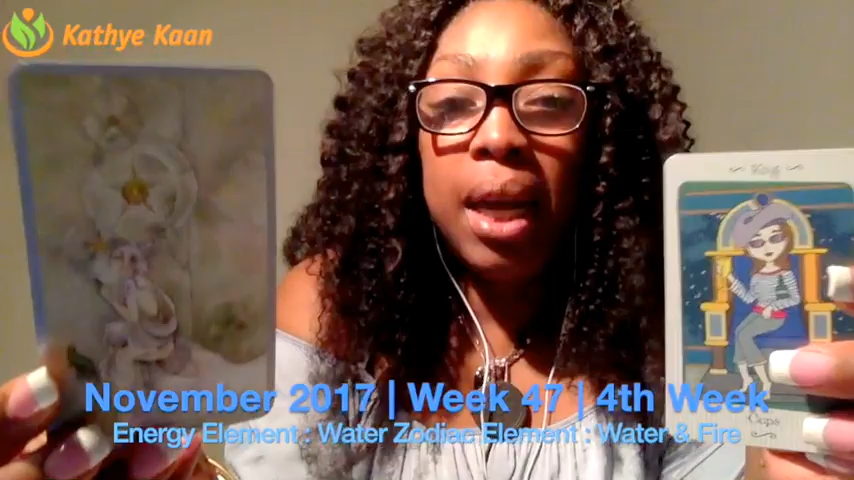 Kathye Kaan
King
November 2017 | Week 47 | 4th Week
Energy Element : Water Zodiac Element : Water & Fire
Cups